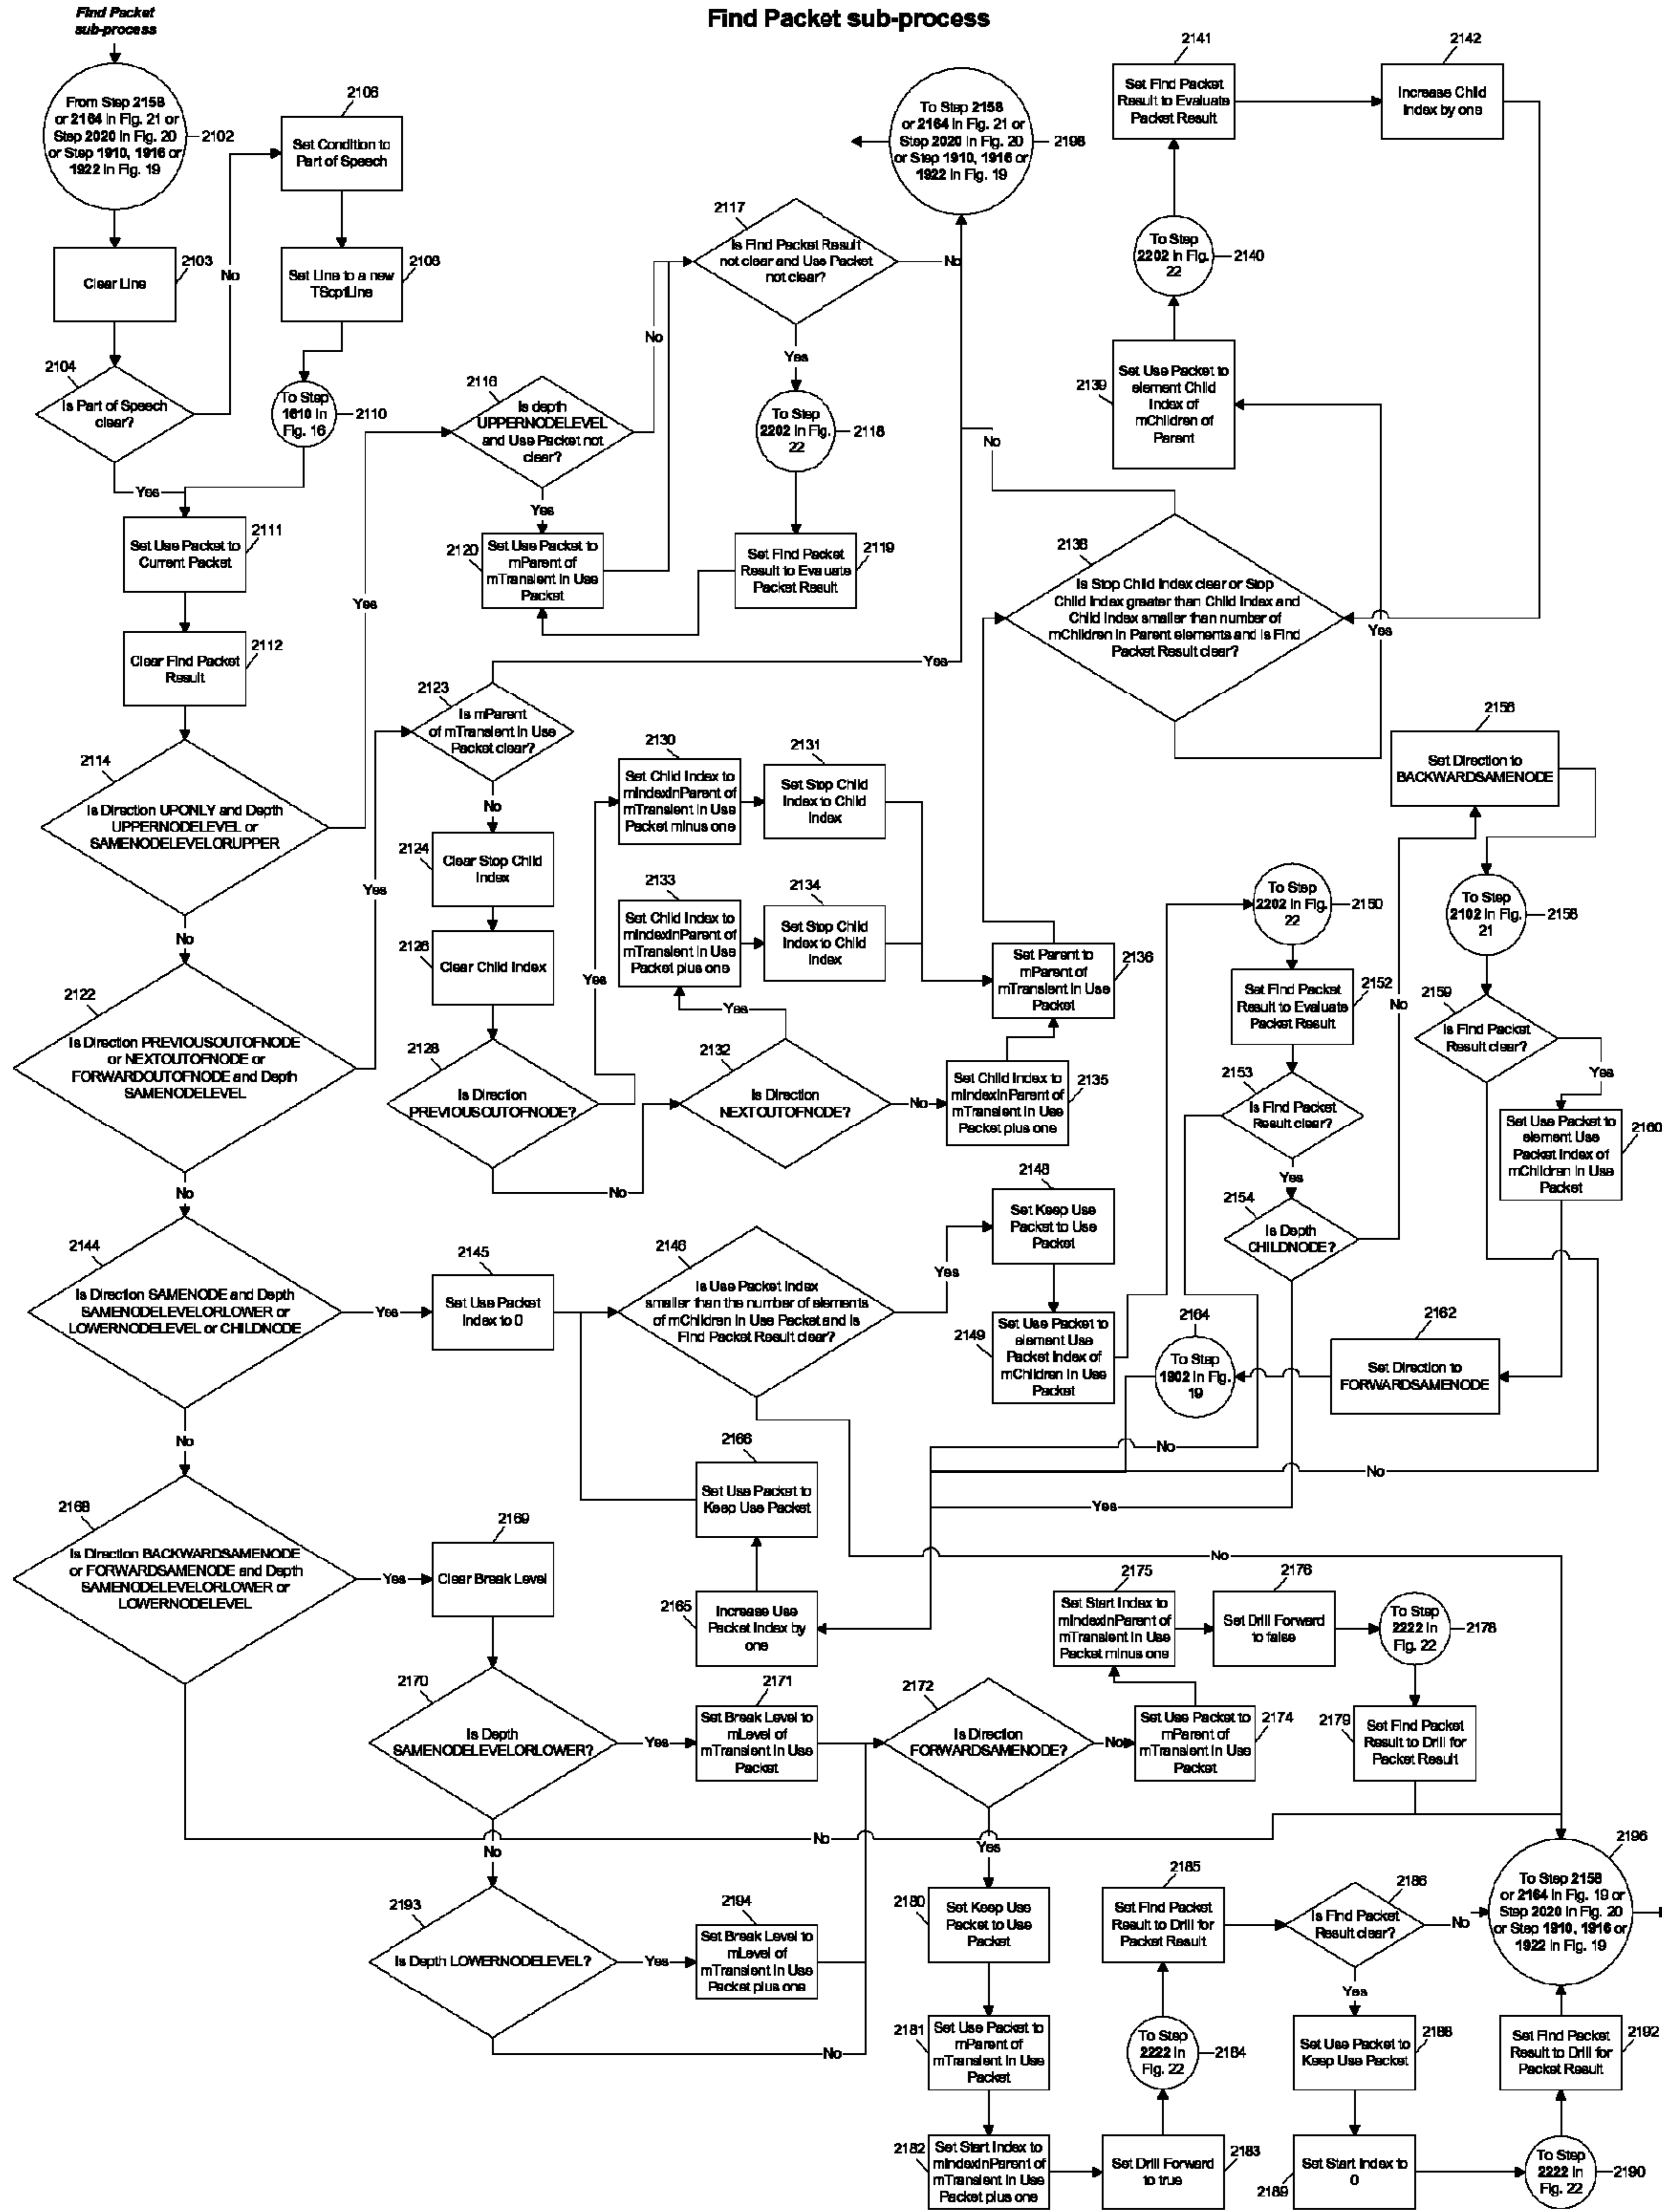 Find Packet sub-process
Find Packet
sub-process
From Step 2158
or 2164 in Fig. 21 or
Step 2020 in Fig. 20
or Step 1910, 1916 or
1922 in Fig. 19
2102
Clear Line
2103
2104
Is Part of Speech
clear?
No
Yes
2106
Set Condition to
Part of Speech
Set Line to a new
TScptLine
2108
To Step
1610 in
Fig. 16
2110
Set Use Packet to
Current Packet
2111
Clear Find Packet
Result
2112
2114
Is Direction UPONLY and Depth
UPPERNODELEVEL or
SAMENODELEVELORUPPER
Yes
No
2116
Is depth
UPPERNODELEVEL
and Use Packet not
clear?
No
Yes
2117
Is Find Packet Result
not clear and Use Packet
not clear?
No
Yes
To Step
2202 in Fig.
22
2118
Set Find Packet
Result to Evaluate
Packet Result
2119
2120
Set Use Packet to
mParent of
mTransient in Use
Packet
To Step 2158
or 2164 in Fig. 21 or
Step 2020 in Fig. 20
or Step 1910, 1916 or
1922 in Fig. 19
2198
2122
Is Direction PREVIOUSOUTOFNODE
or NEXTOUTOFNODE or
FORWARDOUTOFNODE and Depth
SAMENODELEVEL
Yes
No
2123
Is mParent
of mTransient in Use
Packet clear?
Yes
No
2124
Clear Stop Child
Index
2126
Clear Child Index
2128
Is Direction
PREVIOUSOUTOFNODE?
Yes
No
2130
Set Child Index to
mIndexInParent of
mTransient in Use
Packet minus one
2131
Set Stop Child
Index to Child
Index
2132
Is Direction
NEXTOUTOFNODE?
Yes
No
2133
Set Child Index to
mIndexInParent of
mTransient in Use
Packet plus one
2134
Set Stop Child
Index to Child
Index
Set Child Index to
mIndexInParent of
mTransient in Use
Packet plus one
2135
Set Parent to
mParent of
mTransient in Use
Packet
2136
2138
Is Stop Child Index clear or Stop
Child Index greater than Child Index and
Child Index smaller than number of
mChildren in Parent elements and is Find
Packet Result clear?
No
Yes
2139
Set Use Packet to
element Child
Index of
mChildren of
Parent
To Step
2202 in Fig.
22
2140
2141
Set Find Packet
Result to Evaluate
Packet Result
2142
Increase Child
Index by one
2144
Is Direction SAMENODE and Depth
SAMENODELEVELORLOWER or
LOWERNODELEVEL or CHILDNODE
Yes
No
2145
Set Use Packet
Index to 0
2146
Is Use Packet Index
smaller than the number of elements
of mChildren in Use Packet and is
Find Packet Result clear?
Yes
No
2148
Set Keep Use
Packet to Use
Packet
2149
Set Use Packet to
element Use
Packet Index of
mChildren in Use
Packet
To Step
2202 in Fig.
22
2150
Set Find Packet
Result to Evaluate
Packet Result
2152
2153
Is Find Packet
Result clear?
No
Yes
2154
Is Depth
CHILDNODE?
No
Yes
2156
Set Direction to
BACKWARDSAMENODE
To Step
2102 in Fig.
21
2158
2159
Is Find Packet
Result clear?
Yes
No
Set Use Packet to
element Use
Packet Index of
mChildren in Use
Packet
2160
2162
Set Direction to
FORWARDSAMENODE
2164
To Step
1902 in Fig.
19
2165
Increase Use
Packet Index by
one
2166
Set Use Packet to
Keep Use Packet
2168
Is Direction BACKWARDSAMENODE
or FORWARDSAMENODE and Depth
SAMENODELEVELORLOWER or
LOWERNODELEVEL
Yes
No
2169
Clear Break Level
2170
Is Depth
SAMENODELEVELORLOWER?
Yes
No
2171
Set Break Level to
mLevel of
mTransient in Use
Packet
2172
Is Direction
FORWARDSAMENODE?
No
Yes
Set Use Packet to
mParent of
mTransient in Use
Packet
2174
2175
Set Start Index to
mIndexInParent of
mTransient in Use
Packet minus one
2176
Set Drill Forward
to false
To Step
2222 in
Fig. 22
2178
2179
Set Find Packet
Result to Drill for
Packet Result
2180
Set Keep Use
Packet to Use
Packet
2181
Set Use Packet to
mParent of
mTransient in Use
Packet
2182
Set Start Index to
mIndexInParent of
mTransient in Use
Packet plus one
Set Drill Forward
to true
2183
To Step
2222 in
Fig. 22
2184
2185
Set Find Packet
Result to Drill for
Packet Result
2186
Is Find Packet
Result clear?
No
Yes
Set Use Packet to
Keep Use Packet
2188
2189
Set Start Index to
0
To Step
2222 in
Fig. 22
2190
Set Find Packet
Result to Drill for
Packet Result
2192
2193
Is Depth LOWERNODELEVEL?
Yes
No
2194
Set Break Level to
mLevel of
mTransient in Use
Packet plus one
2196
To Step 2158
or 2164 in Fig. 19 or
Step 2020 in Fig. 20
or Step 1910, 1916 or
1922 in Fig. 19